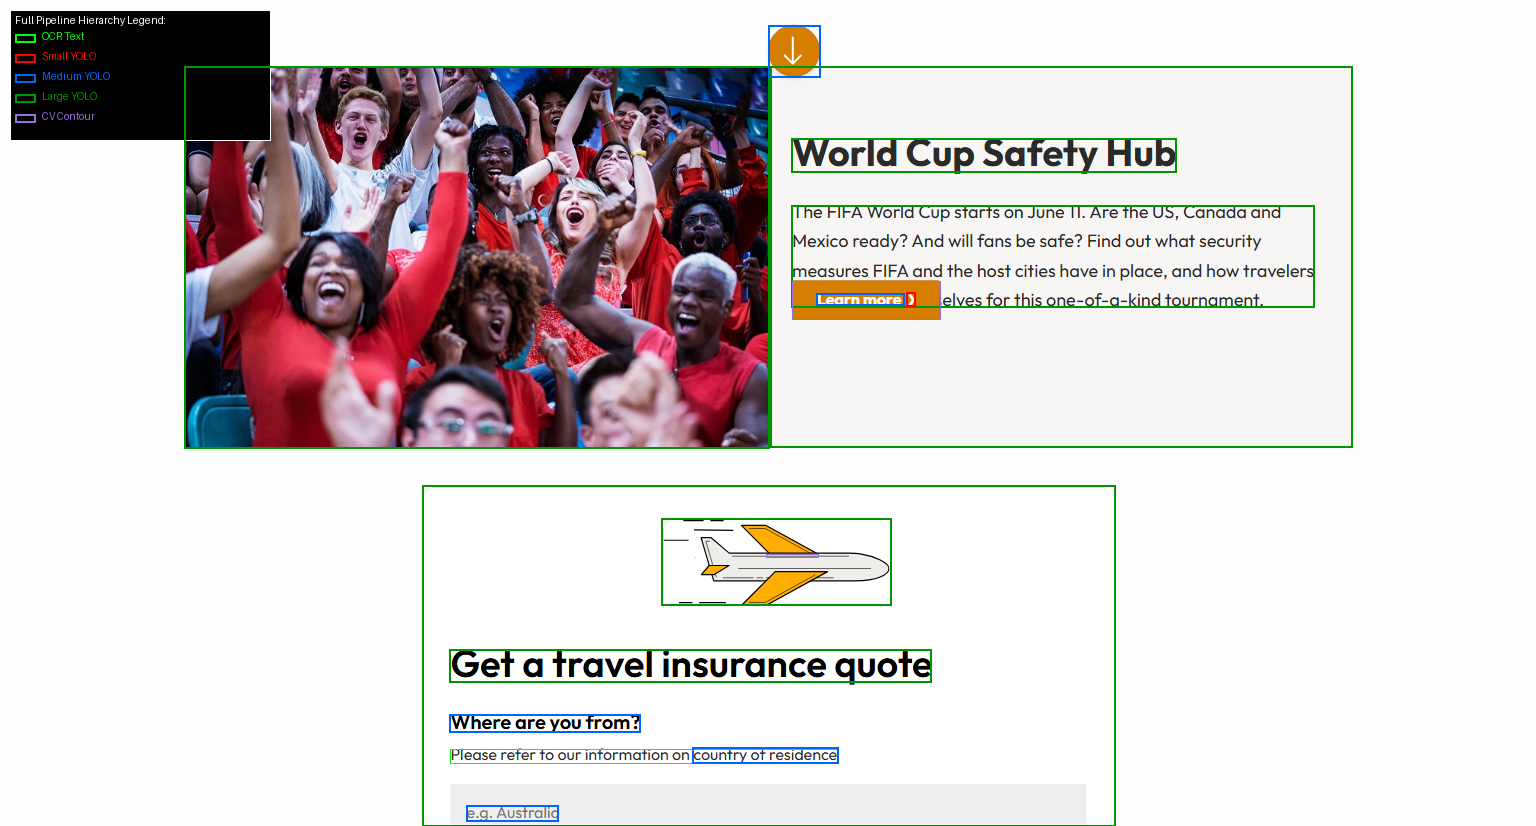 Full Pipeline Hierarchy Legend:
OCR Text
Small YOLO
Medium YOLO
Large YOLO
CV Contour
World Cup Safety Hub
The FIFA World Cup starts on June 11. Are the US, Canada and
Mexico ready? And will fans be safe? Find out what security
measures FIFA and the host cities have in place, and how travelers
Learn more selves for this one-of-a-kind tournament.
Get a travel insurance quote
Where are you from?
Please refer to our information on country of residence
e.g. Australia